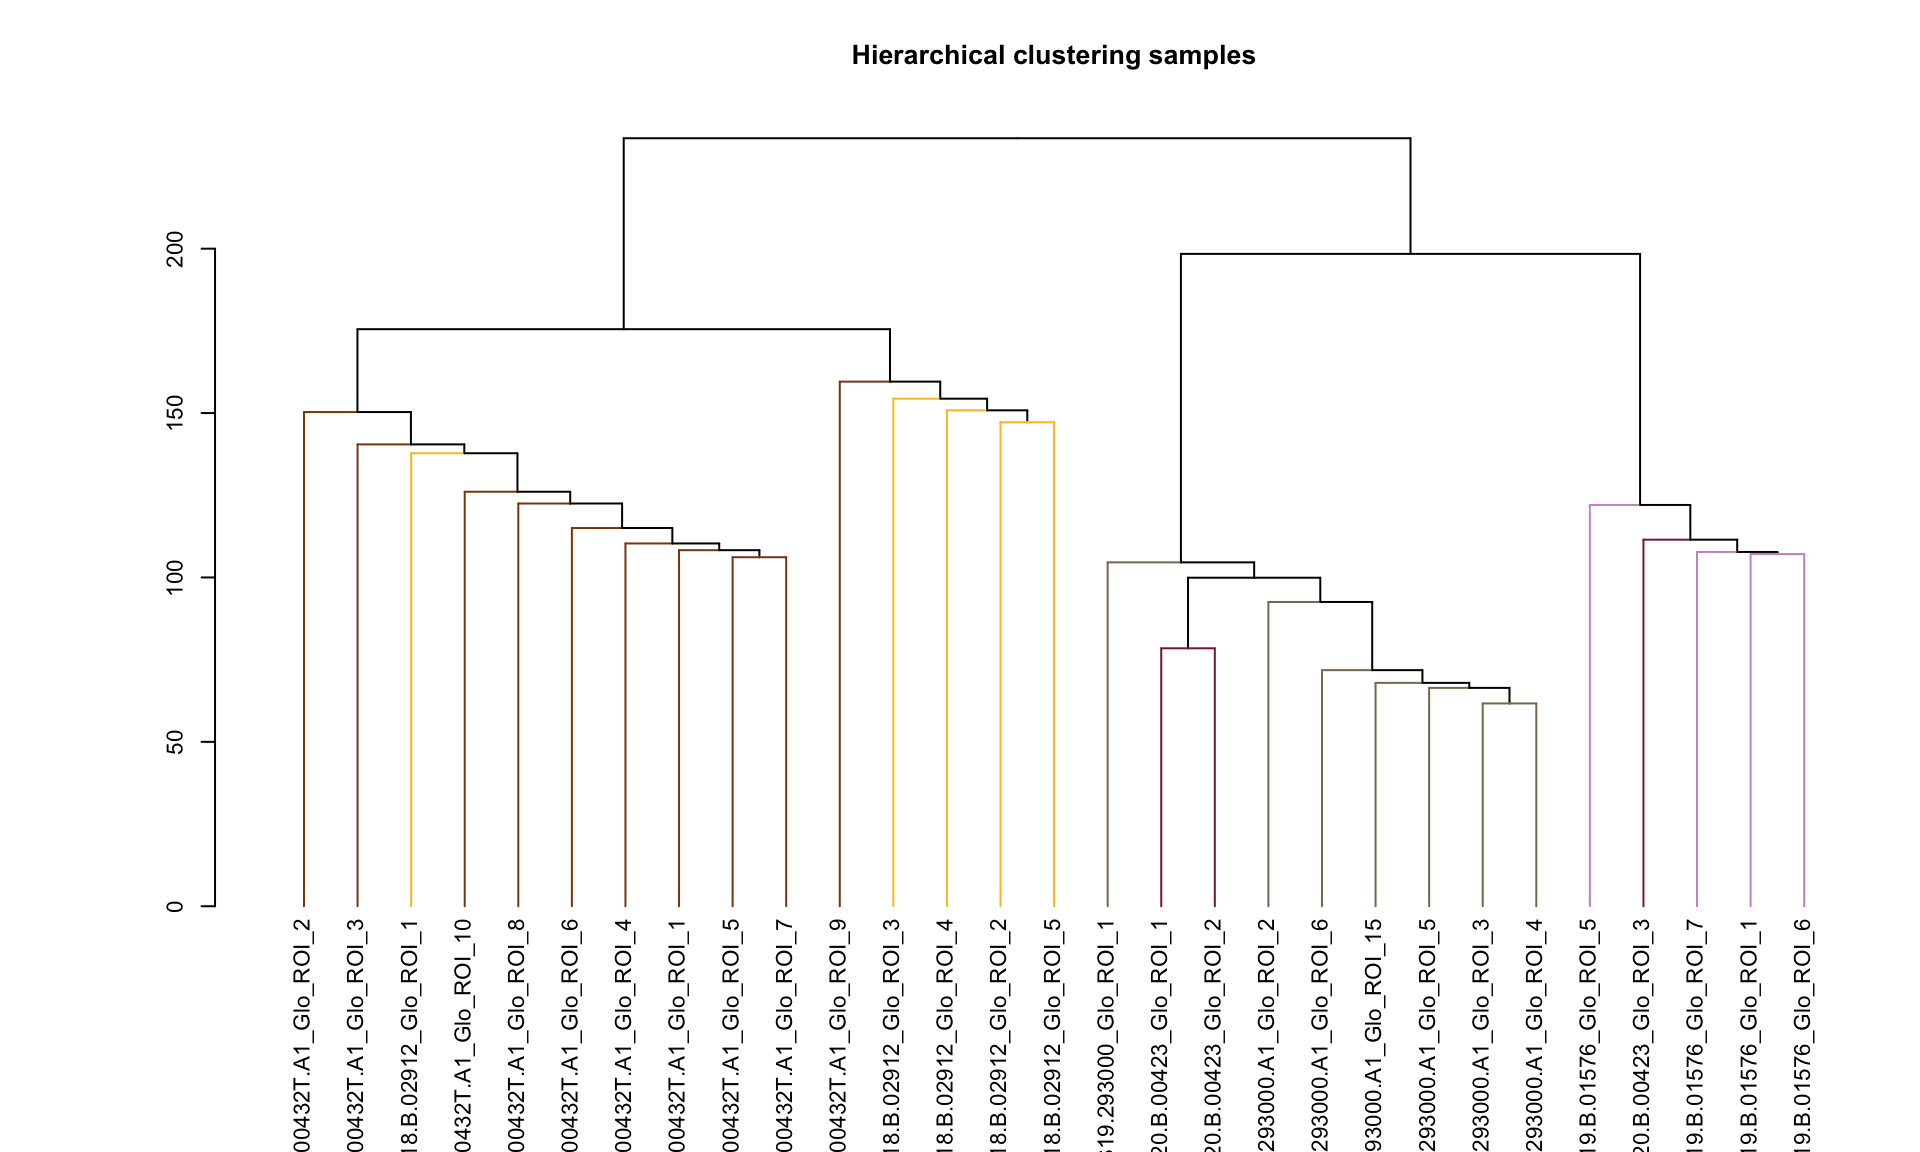 Hierarchical clustering samples
200
150
100
50
0
00432T.A1_Glo_ROI_2
00432T.A1_Glo_ROI_3
18.B.02912_Glo_ROI_1
0432T.A1_Glo_ROI_10
00432T.A1_Glo_ROI_8
00432T.A1_Glo_ROI_6
00432T.A1_Glo_ROI_4
00432T.A1_Glo_ROI_1
00432T.A1_Glo_ROI_5
00432T.A1_Glo_ROI_7
00432T.A1_Glo_ROI_9
18.B.02912_Glo_ROI_3
18.B.02912_Glo_ROI_4
18.B.02912_Glo_ROI_2
18.B.02912_Glo_ROI_5
19.293000_Glo_ROI_1
20.B.00423_Glo_ROI_1
20.B.00423_Glo_ROI_2
293000.A1_Glo_ROI_2
293000.A1_Glo_ROI_6
93000.A1_Glo_ROI_15
293000.A1_Glo_ROI_5
293000.A1_Glo_ROI_3
293000.A1_Glo_ROI_4
19.B.01576_Glo_ROI_5
20.B.00423_Glo_ROI_3
19.B.01576_Glo_ROI_7
19.B.01576_Glo_ROI_1
19.B.01576_Glo_ROI_6